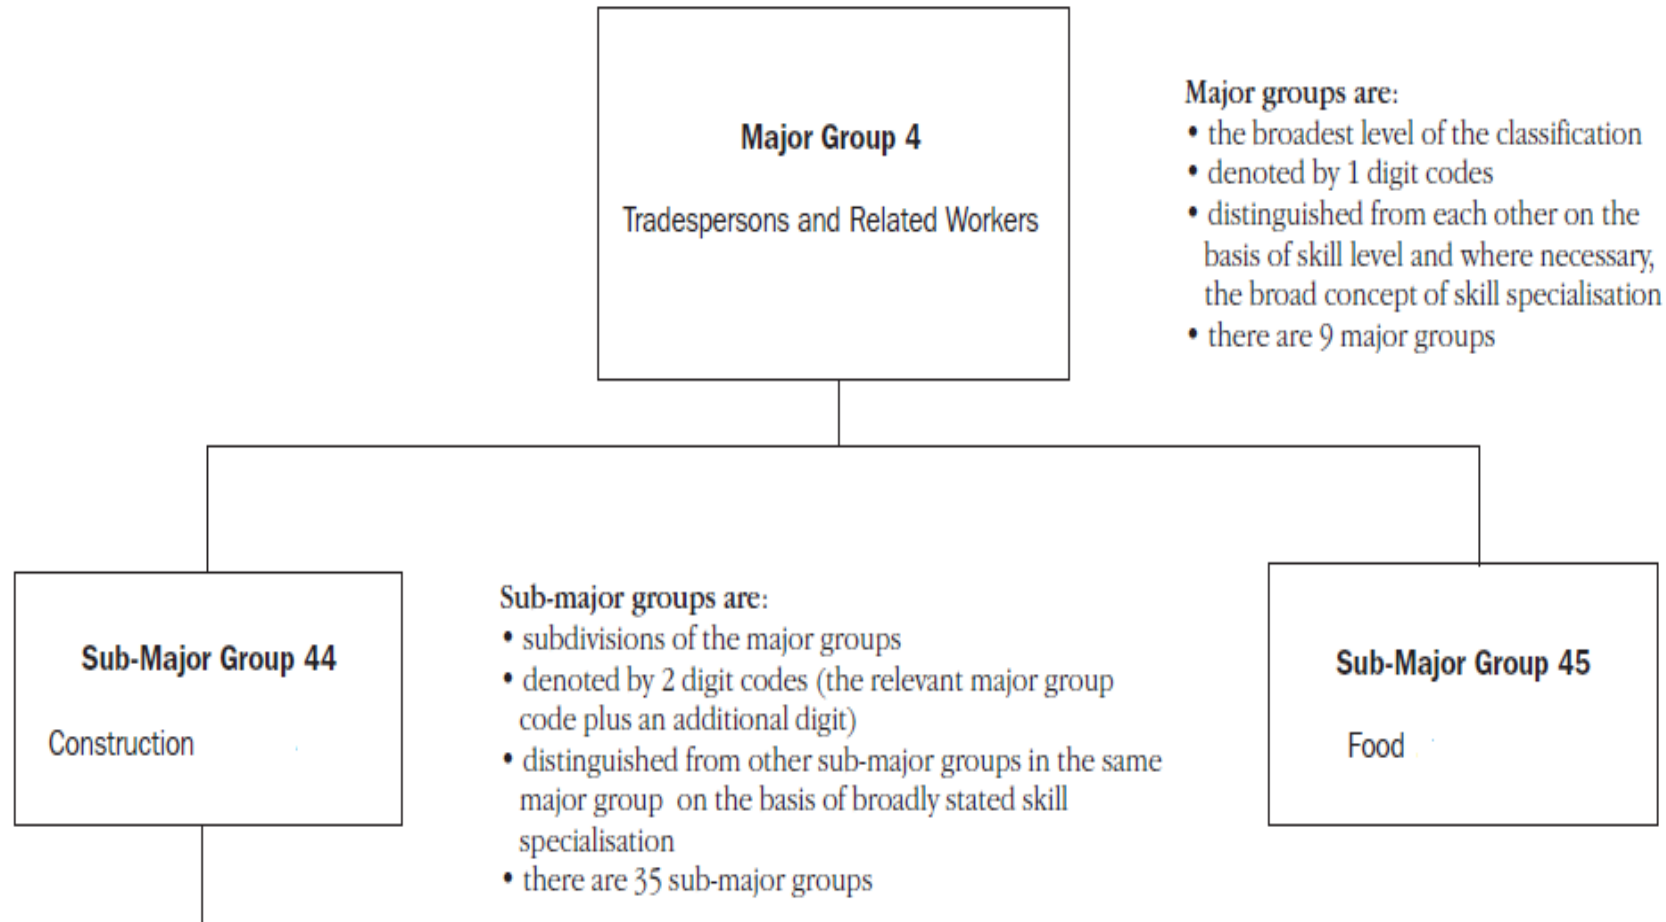 Major Group 4
Tradespersons and Related Workers
Major groups are:
• the broadest level of the classification
• denoted by 1 digit codes
• distinguished from each other on the
basis of skill level and where necessary,
the broad concept of skill specialisation
• there are 9 major groups
Sub-Major Group 44
Construction
Sub-major groups are:
• subdivisions of the major groups
• denoted by 2 digit codes (the relevant major group
code plus an additional digit)
• distinguished from other sub-major groups in the same
major group on the basis of broadly stated skill
specialisation
• there are 35 sub-major groups
Sub-Major Group 45
Food